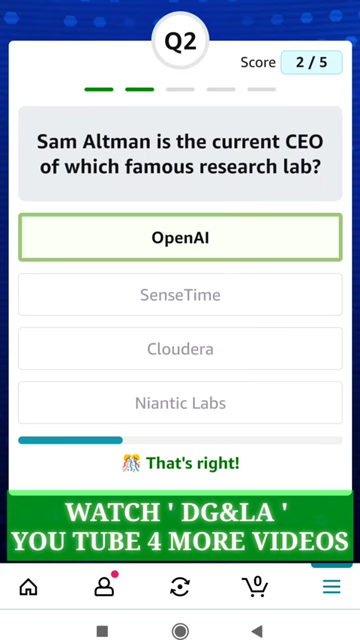 Q2
Score 2 / 5
Sam Altman is the current CEO
of which famous research lab?
OpenAI
SenseTime
Cloudera
Niantic Labs
That's right!
WATCH ' DG&LA '
YOU TUBE 4 MORE VIDEOS
0